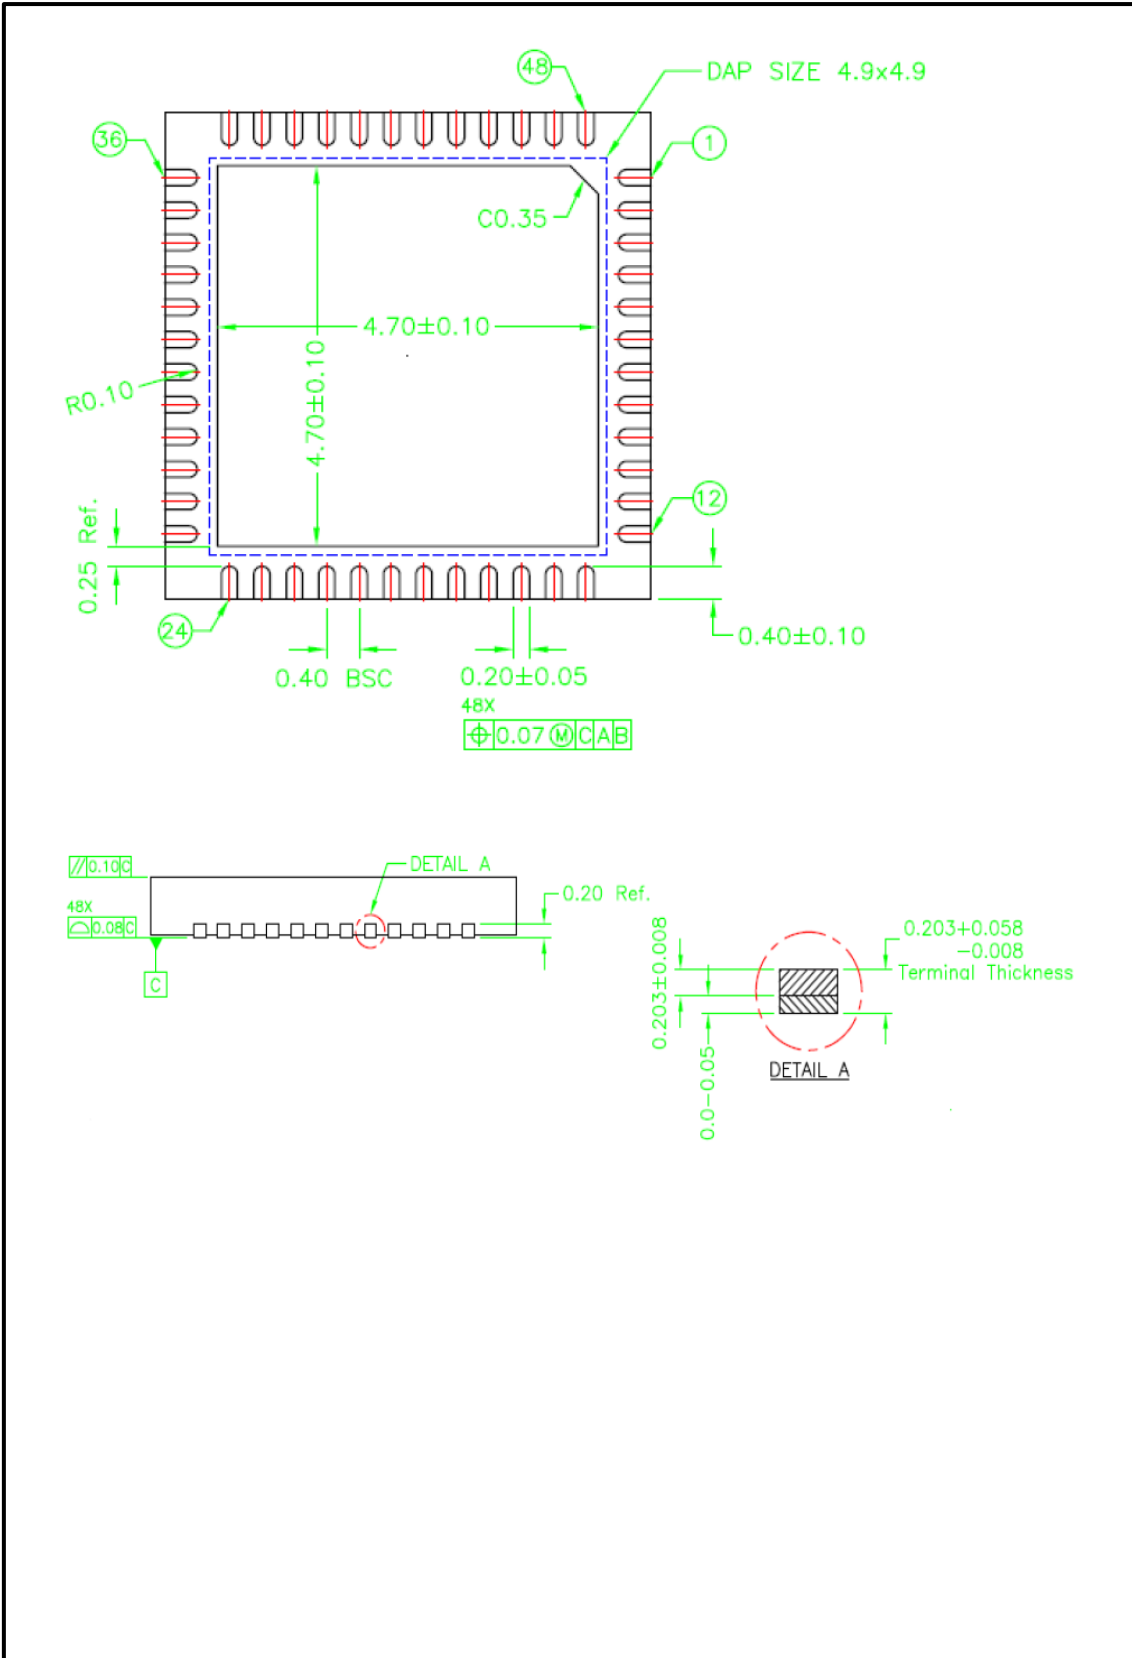 48
DAP SIZE 4.9x4.9
36
1
C0.35
4.70±0.10
4.70±0.10
R0.10
12
0.25 Ref.
24
0.40±0.10
0.40 BSC
0.20±0.05
48X
⌖ 0.07 Ⓜ C A B
// 0.10 C
DETAIL A
48X
⌓ 0.08 C
0.20 Ref.
C
0.203±0.008
0.203+0.058
-0.008
Terminal Thickness
0.0-0.05
DETAIL A